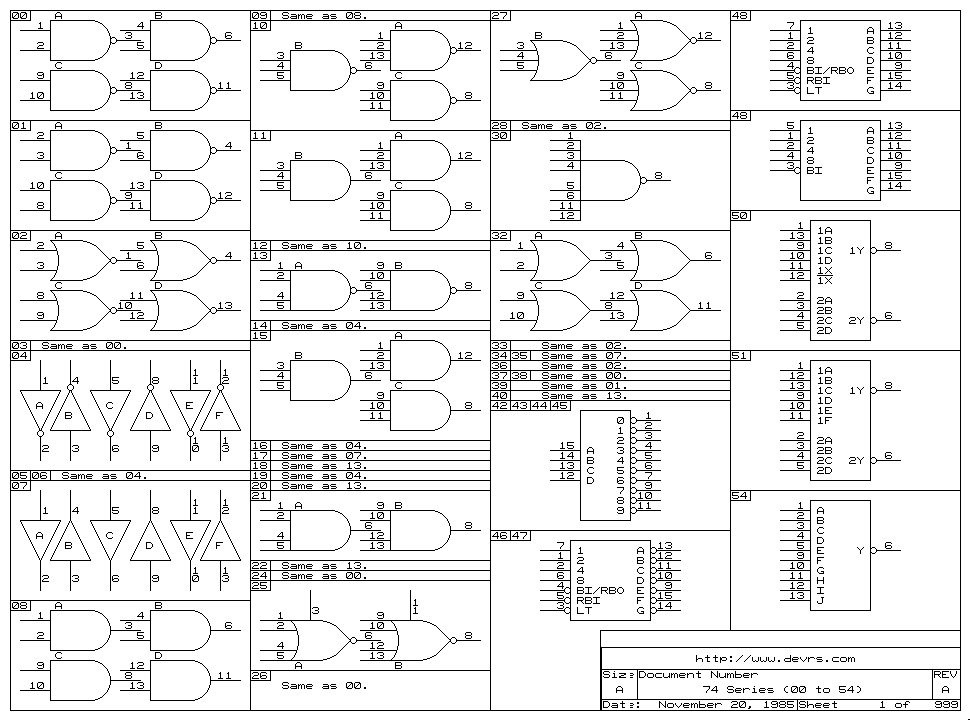 00
A
B
1
2
3
4
5
6
C
D
9
10
8
12
13
11
01
A
B
2
3
1
5
6
4
C
D
10
8
9
13
11
12
02
A
B
2
3
1
5
6
4
C
D
8
9
10
11
12
13
03 Same as 00.
04
1 4 5 8 11 12
A B C D E F
2 3 6 9 10 13
05 06 Same as 04.
07
1 4 5 8 11 12
A B C D E F
2 3 6 9 10 13
08
A
B
1
2
3
4
5
6
C
D
9
10
8
12
13
11
09 Same as 08.
10
A
B
1
2
13
12
3
4
5
6
C
9
10
11
8
11
A
B
1
2
13
12
3
4
5
6
C
9
10
11
8
12 Same as 10.
13
A
B
1
2
4
5
6
9
10
12
13
8
14 Same as 04.
15
A
B
1
2
13
12
3
4
5
6
C
9
10
11
8
16 Same as 04.
17 Same as 07.
18 Same as 13.
19 Same as 04.
20 Same as 13.
21
A
B
1
2
4
5
6
9
10
12
13
8
22 Same as 13.
24 Same as 00.
25
3
11
1
2
4
5
6
9
10
12
13
8
A
B
26
Same as 00.
27
A
B
1
2
13
12
3
4
5
6
C
9
10
11
8
28 Same as 02.
30
1
2
3
4
5
6
11
12
8
32
A
B
1
2
3
4
5
6
C
D
9
10
8
12
13
11
33 Same as 02.
34 35 Same as 07.
36 Same as 02.
37 38 Same as 00.
39 Same as 01.
40 Same as 13.
42 43 44 45
15 A
14 B
13 C
12 D
0 1
1 2
2 3
3 4
4 5
5 6
6 7
7 9
8 10
9 11
46 47
7 1 A 13
1 2 B 12
2 4 C 11
6 8 D 10
4 BI/RBO E 9
5 RBI F 15
3 LT G 14
48
7 1 A 13
1 2 B 12
2 4 C 11
6 8 D 10
4 BI/RBO E 9
5 RBI F 15
3 LT G 14
48
5 1 A 13
1 2 B 12
2 4 C 11
4 8 D 10
3 BI E 9
F 15
G 14
50
1 1A
13 1B
9 1C 1Y 8
10 1D
11 1X
12 1X
2 2A
3 2B
4 2C 2Y 6
5 2D
51
1 1A
12 1B
13 1C 1Y 8
9 1D
10 1E
11 1F
2 2A
3 2B
4 2C 2Y 6
5 2D
54
1 A
2 B
3 C
4 D
5 E Y 6
9 F
10 G
11 H
12 I
13 J
http://www.devrs.com
Size Document Number REV
A 74 Series (00 to 54) A
Date: November 20, 1985 Sheet 1 of 999